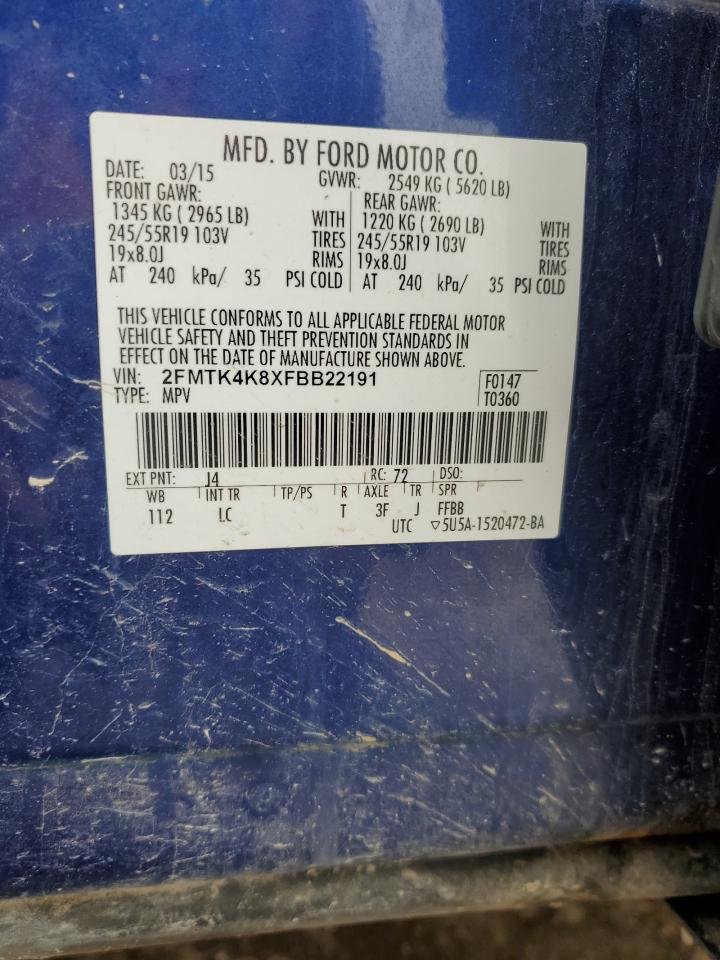 MFD. BY FORD MOTOR CO.
DATE: 03/15 GVWR: 2549 KG ( 5620 LB)
FRONT GAWR: REAR GAWR:
1345 KG ( 2965 LB) WITH 1220 KG ( 2690 LB) WITH
245/55R19 103V TIRES 245/55R19 103V TIRES
19x8.0J RIMS 19x8.0J RIMS
AT 240 kPa/ 35 PSI COLD AT 240 kPa/ 35 PSI COLD
THIS VEHICLE CONFORMS TO ALL APPLICABLE FEDERAL MOTOR
VEHICLE SAFETY AND THEFT PREVENTION STANDARDS IN
EFFECT ON THE DATE OF MANUFACTURE SHOWN ABOVE.
VIN: 2FMTK4K8XFBB22191 F0147
TYPE: MPV T0360
EXT PNT: J4 RC: 72 DSO:
WB INT TR TP/PS R AXLE TR SPR
112 LC T 3F J FFBB
UTC ▽5U5A-1520472-BA